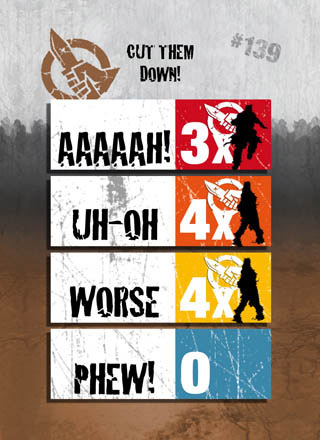 CUT THEM
DOWN!
#139
AAAAAH! 3X
UH-OH 4X
WORSE 4X
PHEW! 0